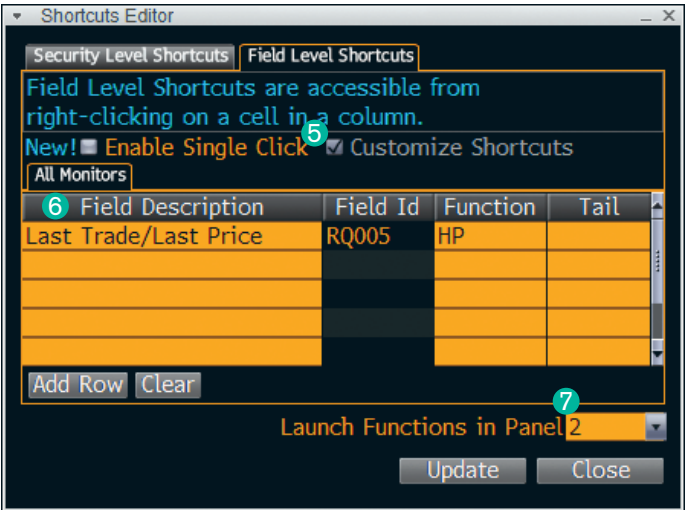 Shortcuts Editor
Security Level Shortcuts Field Level Shortcuts
Field Level Shortcuts are accessible from
right-clicking on a cell in a column.
5
New! Enable Single Click Customize Shortcuts
All Monitors
6 Field Description Field Id Function Tail
Last Trade/Last Price RQ005 HP
Add Row Clear
7
Launch Functions in Panel 2
Update Close